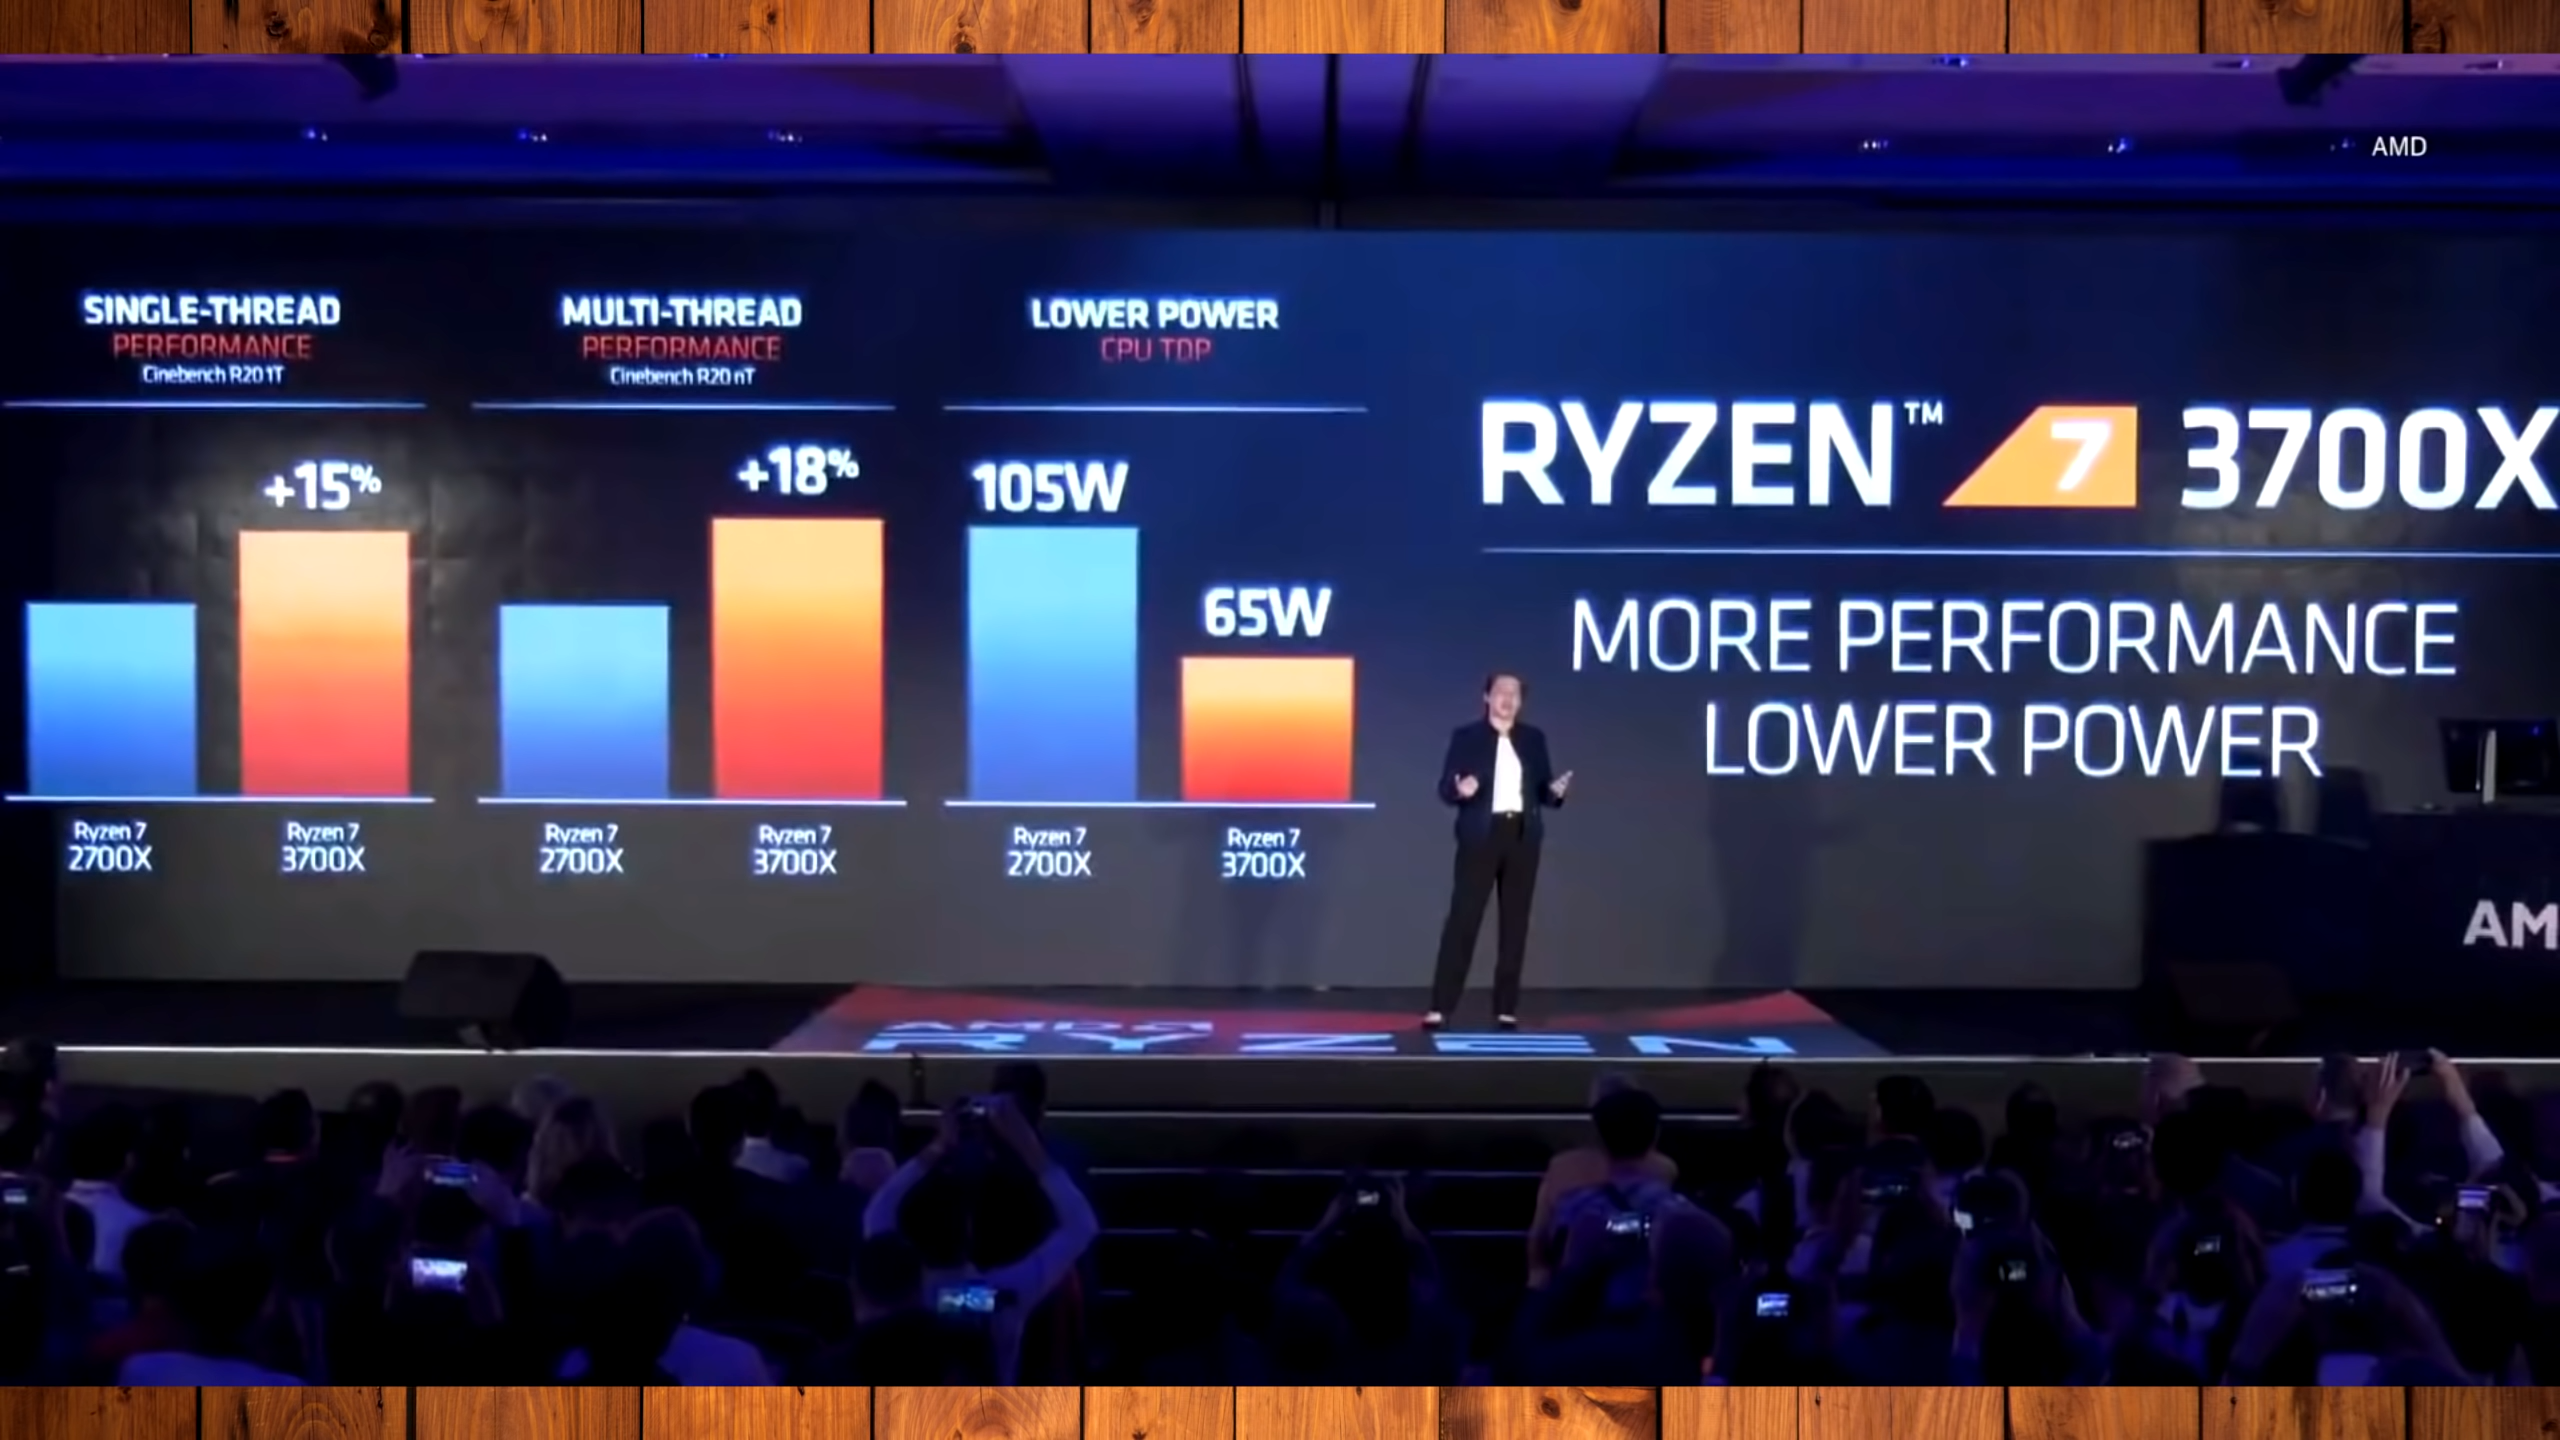 AMD
SINGLE-THREAD
PERFORMANCE
Cinebench R20 1T
+15%
Ryzen 7
2700X
Ryzen 7
3700X
MULTI-THREAD
PERFORMANCE
Cinebench R20 nT
+18%
Ryzen 7
2700X
Ryzen 7
3700X
LOWER POWER
CPU TDP
105W
65W
Ryzen 7
2700X
Ryzen 7
3700X
RYZEN™ 7 3700X
MORE PERFORMANCE
LOWER POWER
AM
AMD
RYZEN